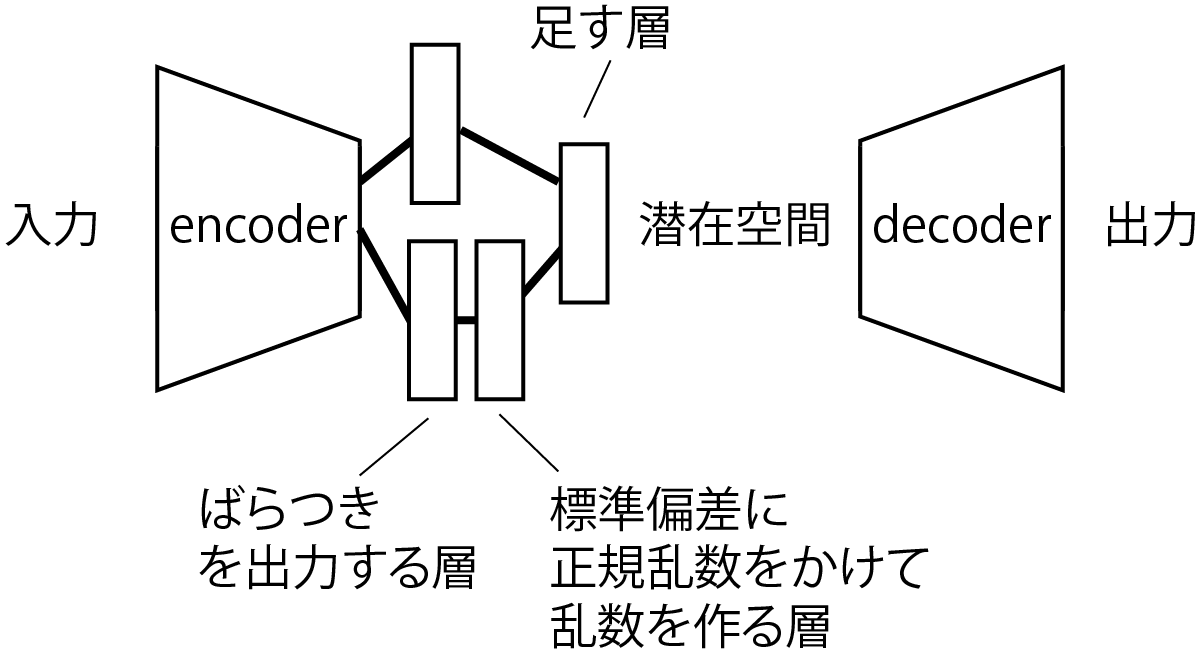 足す層
入力
encoder
潜在空間
decoder
出力
ばらつき
を出力する層
標準偏差に
正規乱数をかけて
乱数を作る層